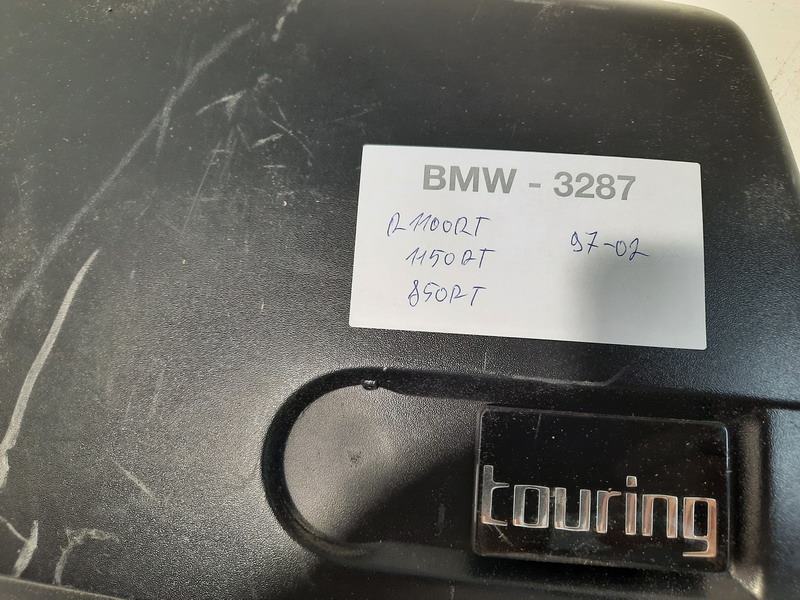 BMW - 3287
R1100RT
97-02
1150RT
850RT
touring